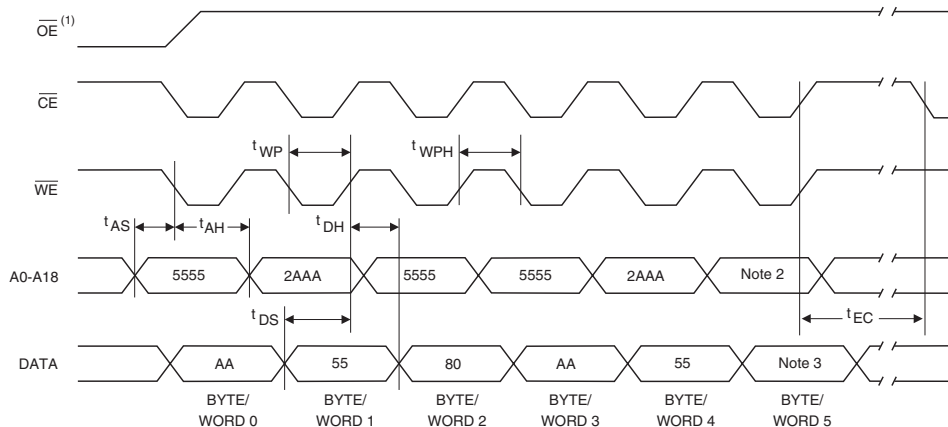 OE (1)
CE
t WP
t WPH
WE
t AS
t AH
t DH
A0-A18
5555
2AAA
5555
5555
2AAA
Note 2
t DS
t EC
DATA
AA
55
80
AA
55
Note 3
BYTE/
WORD 0
BYTE/
WORD 1
BYTE/
WORD 2
BYTE/
WORD 3
BYTE/
WORD 4
BYTE/
WORD 5